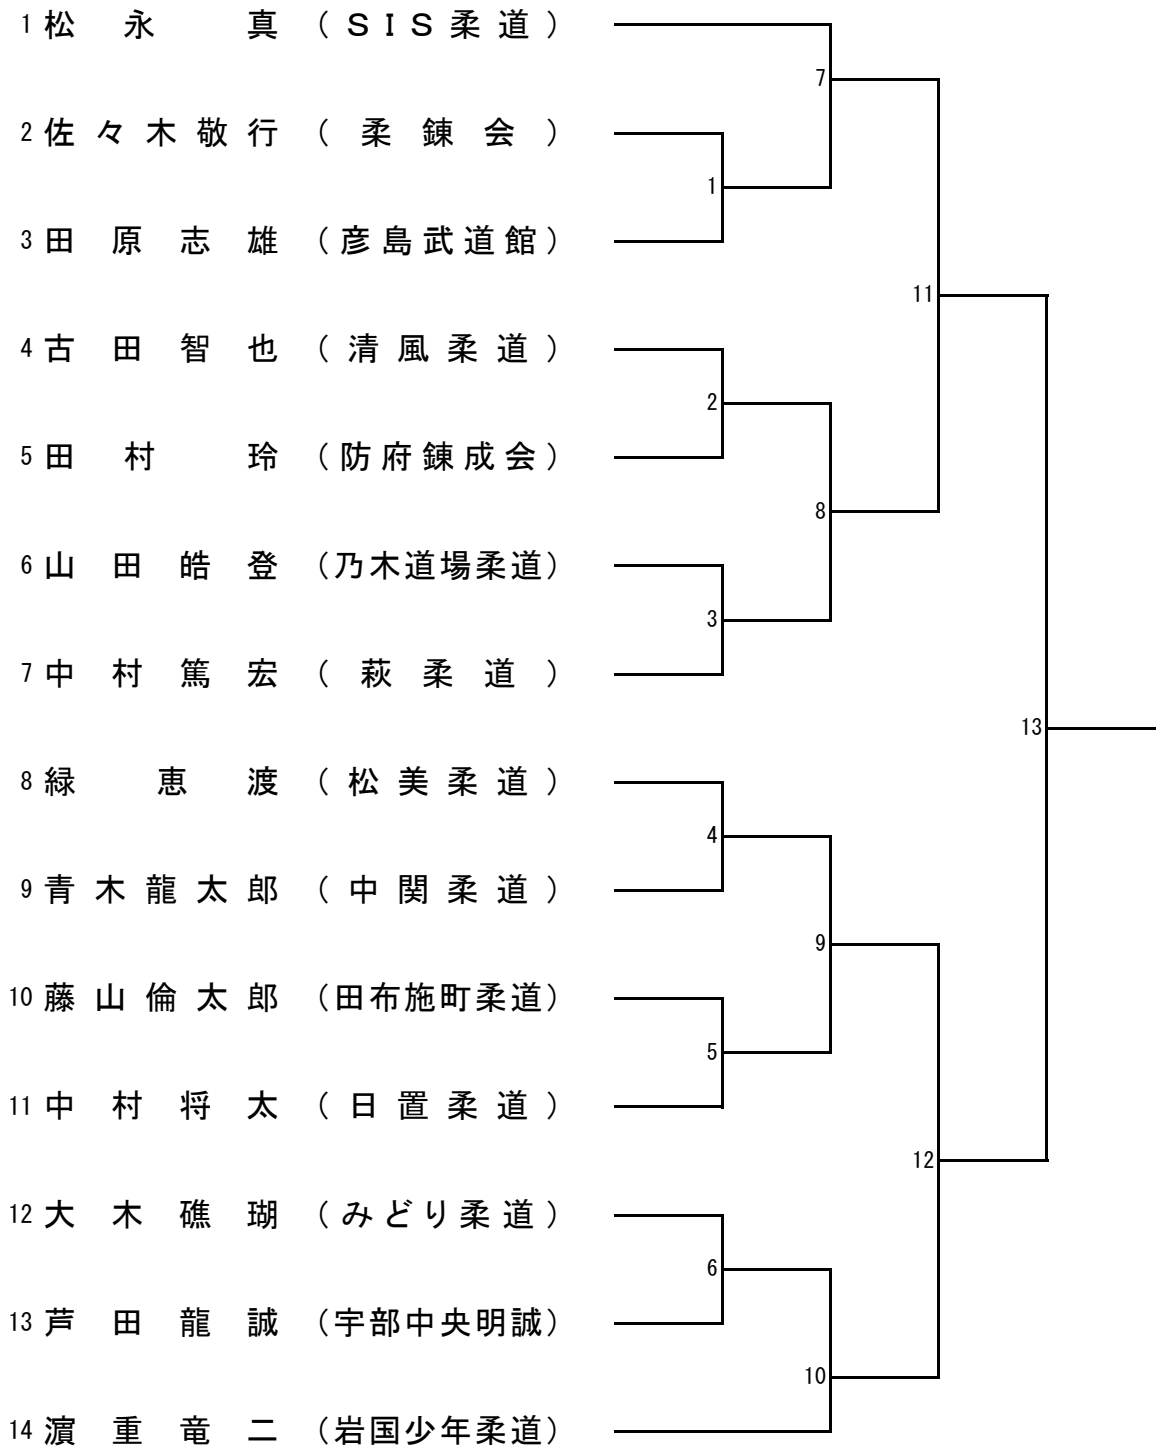 1 松永真 (SIS柔道)
7
2 佐々木敬行 (柔錬会)
1
3 田原志雄 (彦島武道館)
11
4 古田智也 (清風柔道)
2
5 田村玲 (防府錬成会)
8
6 山田皓登 (乃木道場柔道)
3
7 中村篤宏 (萩柔道)
13
8 緑恵渡 (松美柔道)
4
9 青木龍太郎 (中関柔道)
9
10 藤山倫太郎 (田布施町柔道)
5
11 中村将太 (日置柔道)
12
12 大木礁瑚 (みどり柔道)
6
13 芦田龍誠 (宇部中央明誠)
10
14 濵重竜二 (岩国少年柔道)